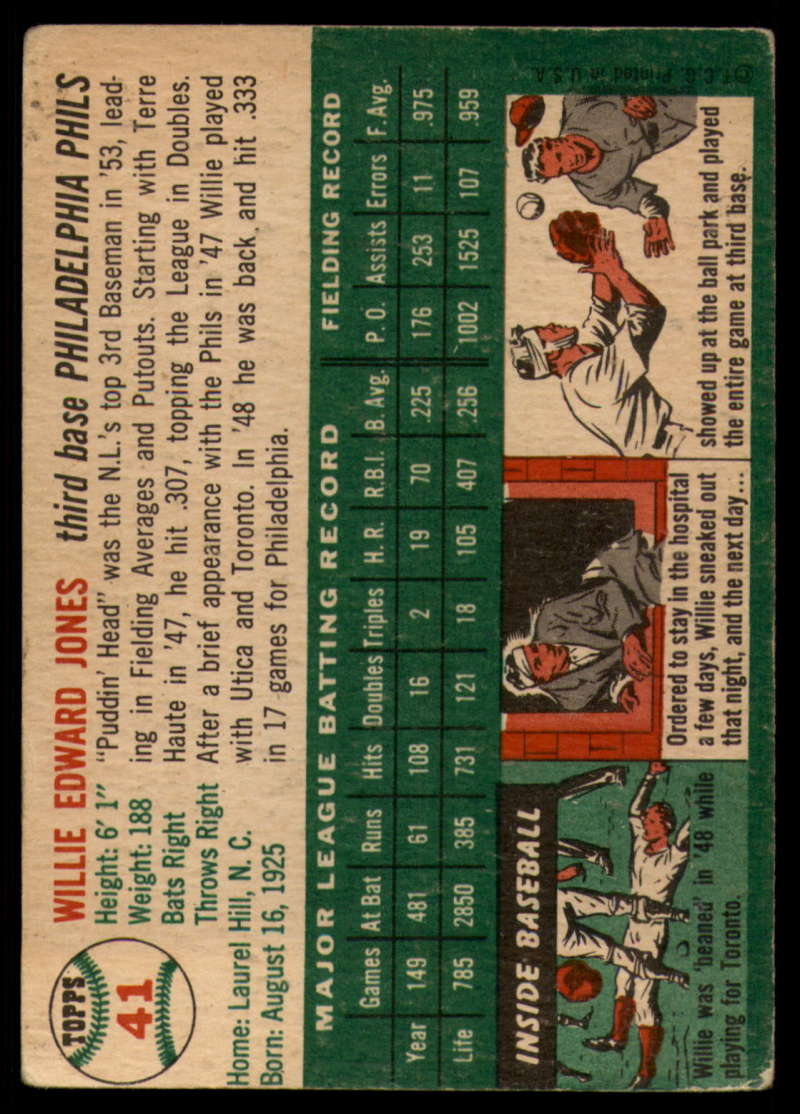 TOPPS
41
WILLIE EDWARD JONES third base PHILADELPHIA PHILS
Height: 6' 1"
Weight: 188
Bats Right
Throws Right
Home: Laurel Hill, N. C.
Born: August 16, 1925
"Puddin' Head" was the N.L.'s top 3rd Baseman in '53, lead-
ing in Fielding Averages and Putouts. Starting with Terre
Haute in '47, he hit .307, topping the League in Doubles.
After a brief appearance with the Phils in '47 Willie played
with Utica and Toronto. In '48 he was back and hit .333
in 17 games for Philadelphia.
MAJOR LEAGUE BATTING RECORD FIELDING RECORD
Games At Bat Runs Hits Doubles Triples H. R. R.B.I. B. Avg. P. O. Assists Errors F. Avg.
Year 149 481 61 108 16 2 19 70 .225 176 253 11 .975
Life 785 2850 385 731 121 18 105 407 .256 1002 1525 107 .959
INSIDE BASEBALL
Willie was 'beaned' in '48 while
playing for Toronto.
Ordered to stay in the hospital
a few days, Willie sneaked out
that night, and the next day...
showed up at the ball park and played
the entire game at third base.
© T.C.G. Printed in U.S.A.